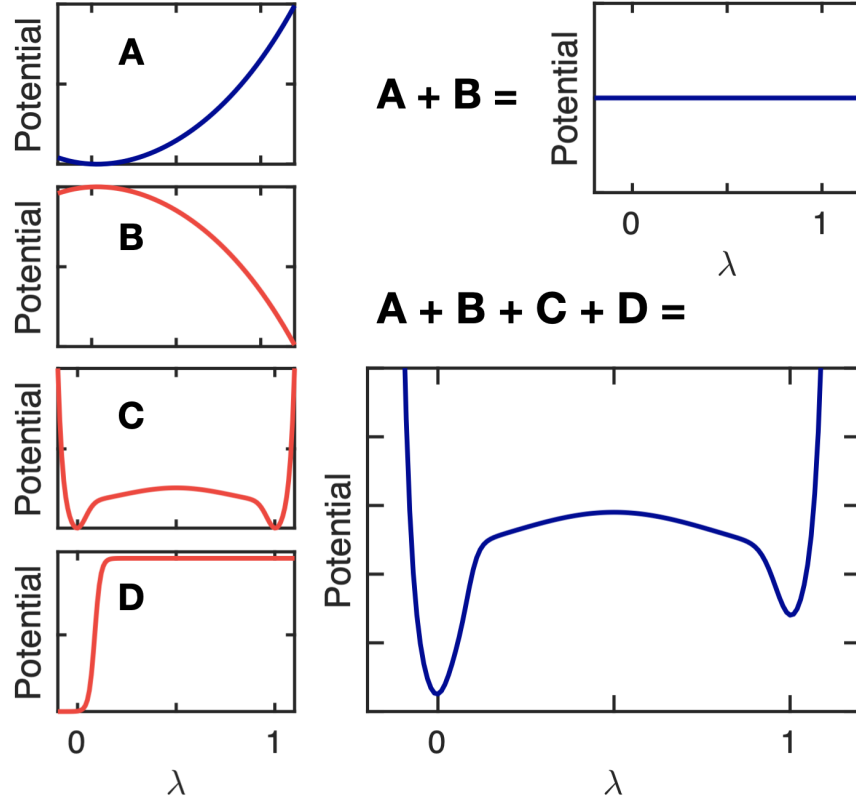 Potential
A
Potential
B
Potential
C
Potential
D
0
1
λ
A + B =
Potential
0
1
λ
A + B + C + D =
Potential
0
1
λ